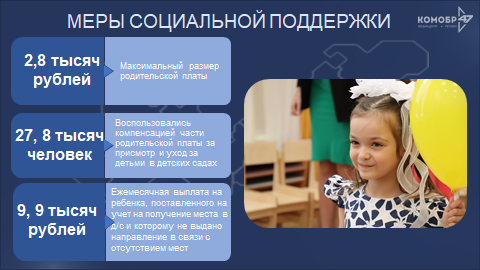 МЕРЫ СОЦИАЛЬНОЙ ПОДДЕРЖКИ
КОМОБР 47
2,8 тысяч
рублей
Максимальный размер
родительской платы
27, 8 тысяч
человек
Воспользовались
компенсацией части
родительской платы за
присмотр и уход за
детьми в детских садах
9, 9 тысяч
рублей
Ежемесячная выплата на
ребенка, поставленного на
учет на получение места в
д/с и которому не выдано
направление в связи с
отсутствием мест